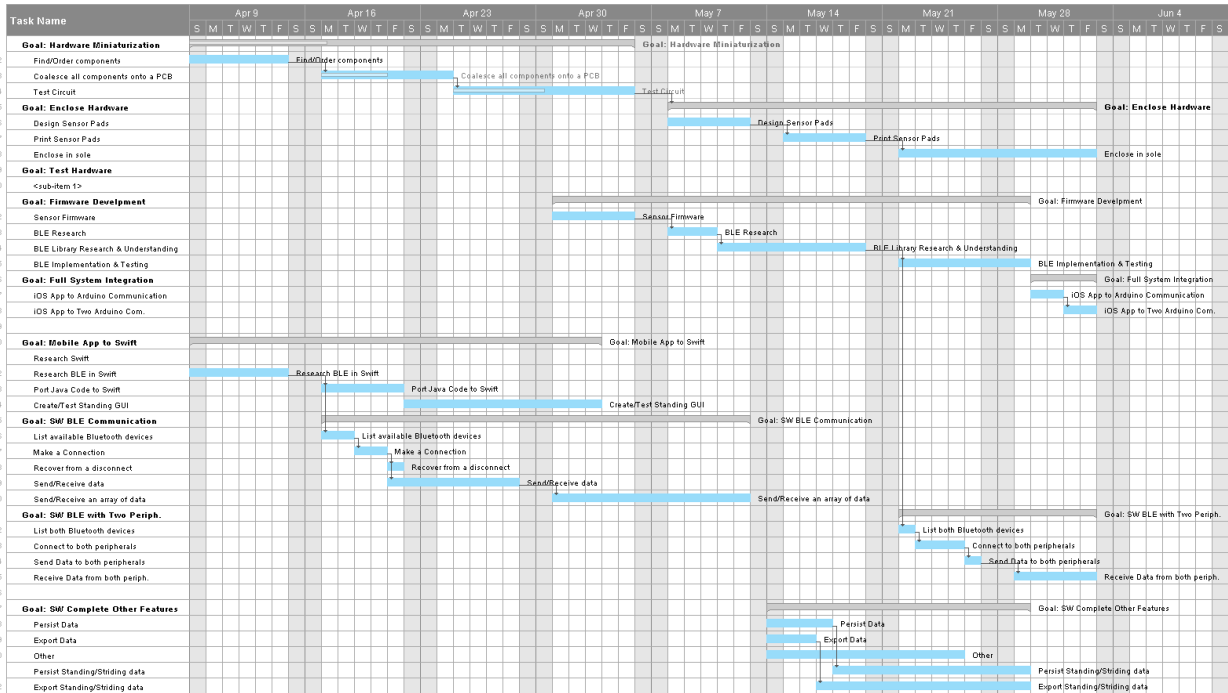 Task Name Apr 9 Apr 16 Apr 23 Apr 30 May 7 May 14 May 21 May 28 Jun 4
S M T W T F S S M T W T F S S M T W T F S S M T W T F S S M T W T F S S M T W T F S S M T W T F S S M T W T F S S M T W T F S
Goal: Hardware Miniaturization Goal: Hardware Miniaturization
Find/Order components Find/Order components
Coalesce all components onto a PCB Coalesce all components onto a PCB
Test Circuit Test Circuit
Goal: Enclose Hardware Goal: Enclose Hardware
Design Sensor Pads Design Sensor Pads
Print Sensor Pads Print Sensor Pads
Enclose in sole Enclose in sole
Goal: Test Hardware
<sub-item 1>
Goal: Firmware Develpment Goal: Firmware Develpment
Sensor Firmware Sensor Firmware
BLE Research BLE Research
BLE Library Research & Understanding BLE Library Research & Understanding
BLE Implementation & Testing BLE Implementation & Testing
Goal: Full System Integration Goal: Full System Integration
iOS App to Arduino Communication iOS App to Arduino Communication
iOS App to Two Arduino Com. iOS App to Two Arduino Com.
Goal: Mobile App to Swift Goal: Mobile App to Swift
Research Swift
Research BLE in Swift Research BLE in Swift
Port Java Code to Swift Port Java Code to Swift
Create/Test Standing GUI Create/Test Standing GUI
Goal: SW BLE Communication Goal: SW BLE Communication
List available Bluetooth devices List available Bluetooth devices
Make a Connection Make a Connection
Recover from a disconnect Recover from a disconnect
Send/Receive data Send/Receive data
Send/Receive an array of data Send/Receive an array of data
Goal: SW BLE with Two Periph. Goal: SW BLE with Two Periph.
List both Bluetooth devices List both Bluetooth devices
Connect to both peripherals Connect to both peripherals
Send Data to both peripherals Send Data to both peripherals
Receive Data from both periph. Receive Data from both periph.
Goal: SW Complete Other Features Goal: SW Complete Other Features
Persist Data Persist Data
Export Data Export Data
Other Other
Persist Standing/Striding data Persist Standing/Striding data
Export Standing/Striding data Export Standing/Striding data